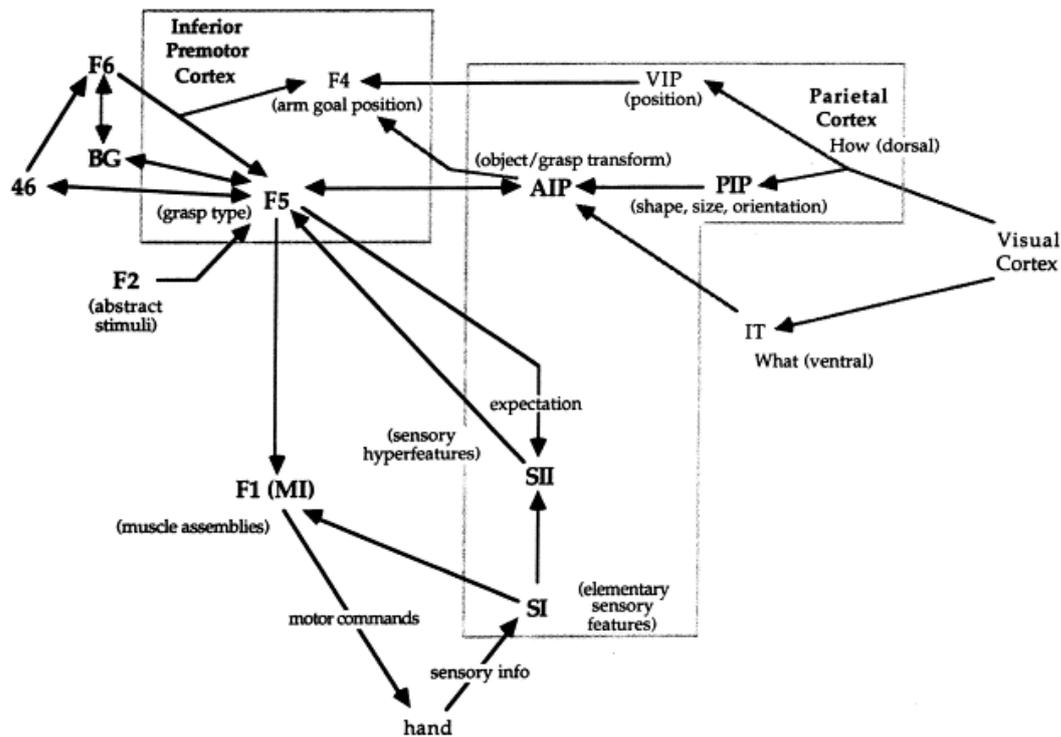 Inferior
Premotor
Cortex
F6
F4
(arm goal position)
VIP
(position)
Parietal
Cortex
How (dorsal)
BG
46
(object/grasp transform)
F5
(grasp type)
AIP
PIP
(shape, size, orientation)
Visual
Cortex
F2
(abstract
stimuli)
IT
What (ventral)
expectation
(sensory
hyperfeatures)
SII
F1 (MI)
(muscle assemblies)
SI
(elementary
sensory
features)
motor commands
sensory info
hand